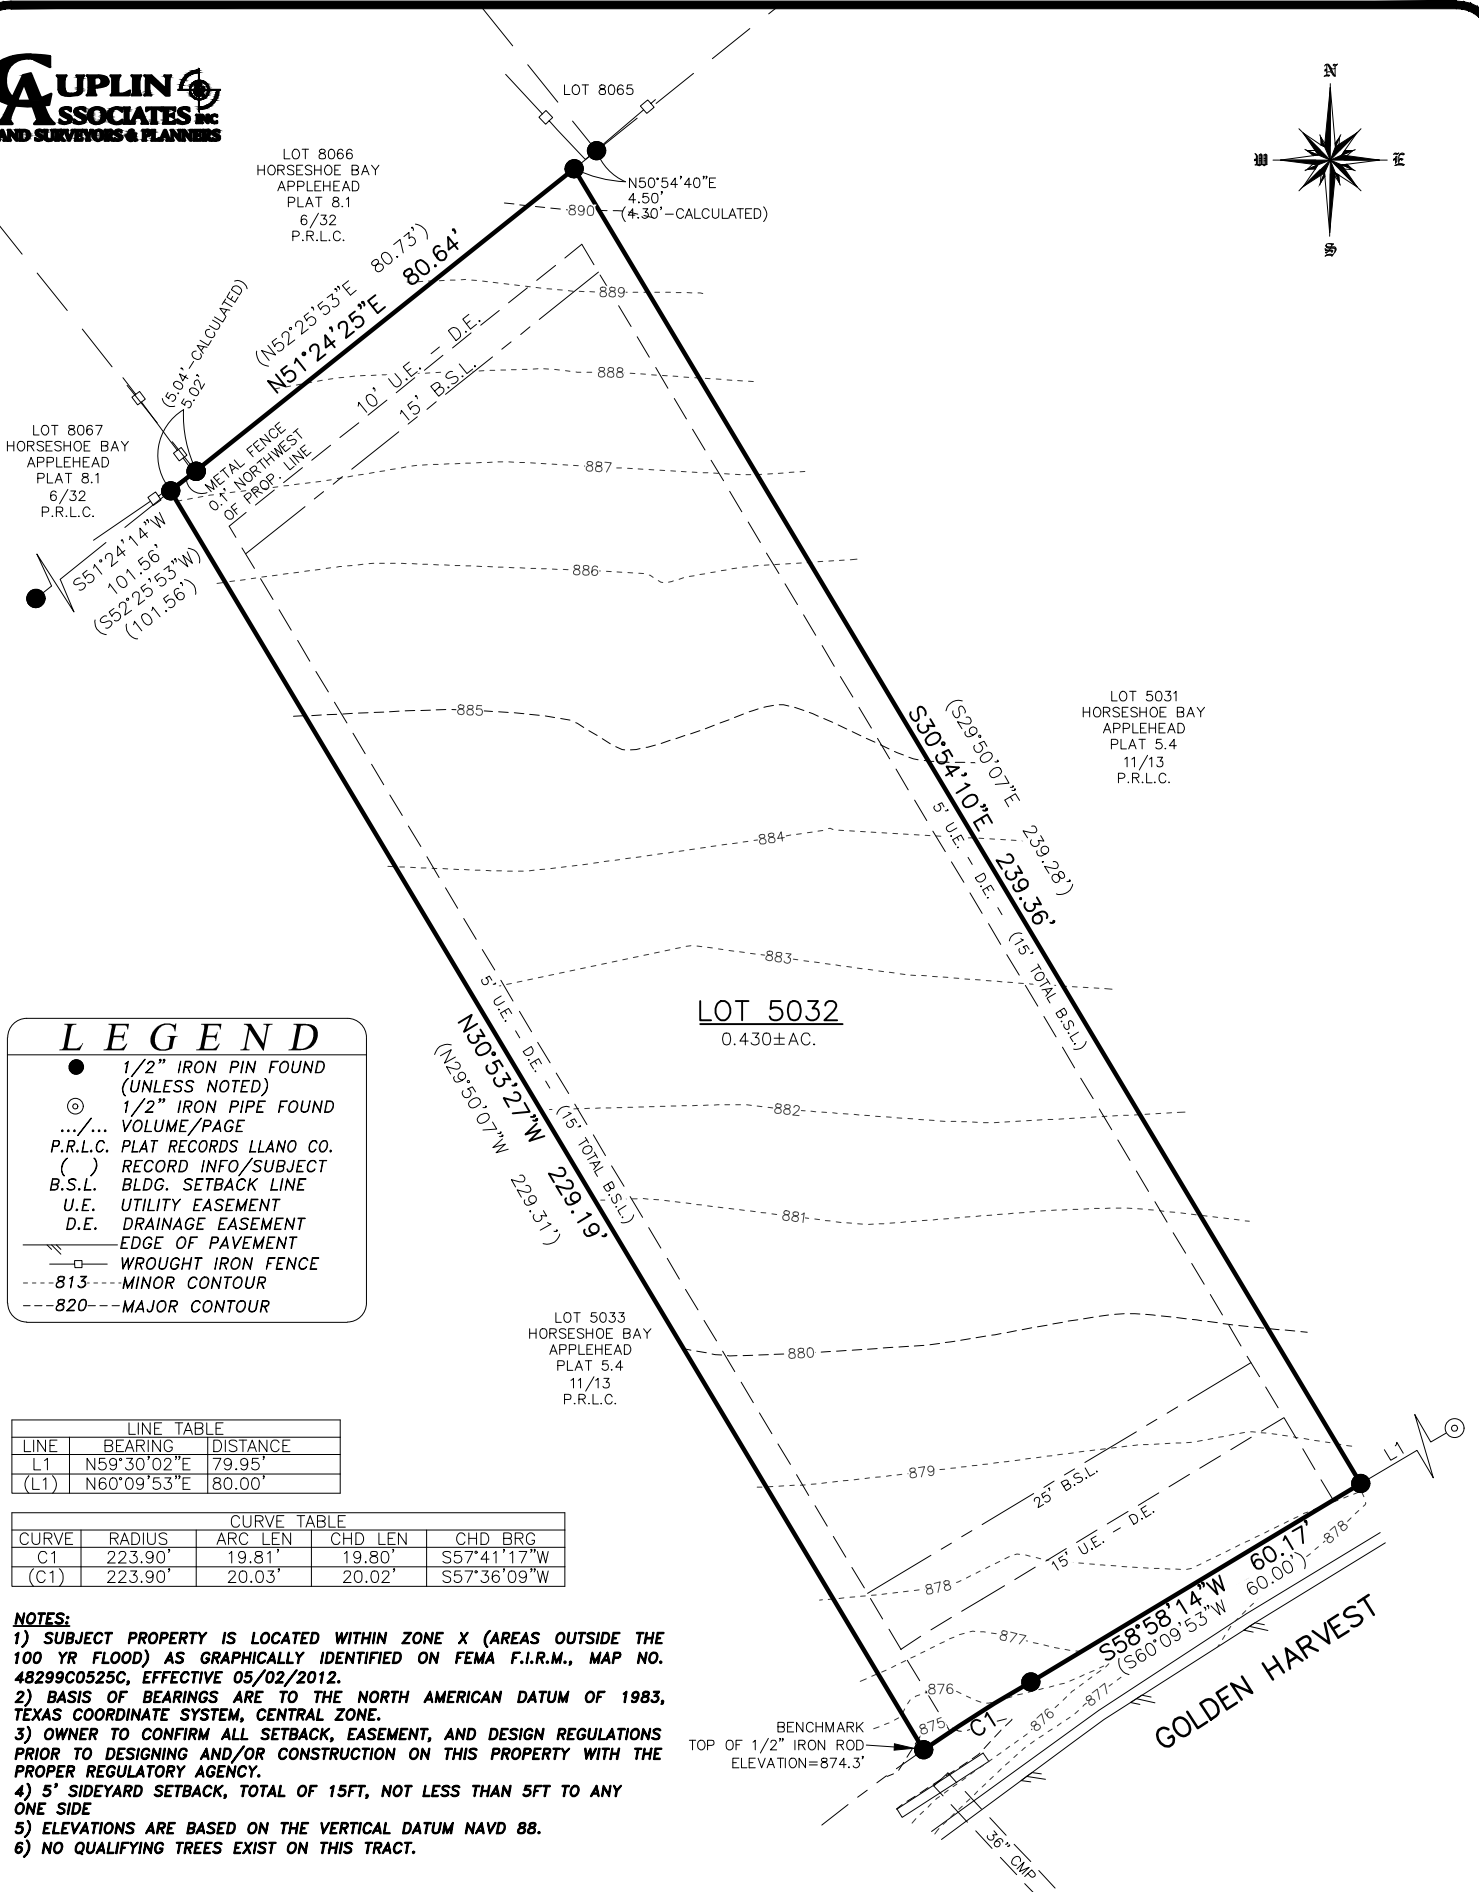 CUPLIN
ASSOCIATES INC
AND SURVEYORS & PLANNERS
LOT 8065
N
W
E
S
LOT 8066
HORSESHOE BAY
APPLEHEAD
PLAT 8.1
6/32
P.R.L.C.
N50°54'40"E
4.50'
(4.30'-CALCULATED)
(N52°25'53"E 80.73')
N51°24'25"E 80.64'
(5.04'-CALCULATED)
5.02'
10' U.E. - D.E.
15' B.S.L.
METAL FENCE
0.1' NORTHWEST
OF PROP. LINE
LOT 8067
HORSESHOE BAY
APPLEHEAD
PLAT 8.1
6/32
P.R.L.C.
S51°24'14"W
101.56'
(S52°25'53"W)
(101.56')
890
889
888
887
886
885
884
883
882
881
880
879
878
877
876
875
LOT 5031
HORSESHOE BAY
APPLEHEAD
PLAT 5.4
11/13
P.R.L.C.
(S29°50'07"E 239.28')
S30°54'10"E 239.36'
5' U.E. - D.E. - (15' TOTAL B.S.L.)
LOT 5032
0.430±AC.
5' U.E. - D.E. - (15' TOTAL B.S.L.)
N30°53'27"W 229.19'
(N29°50'07"W 229.31')
LEGEND
1/2" IRON PIN FOUND
(UNLESS NOTED)
1/2" IRON PIPE FOUND
.../... VOLUME/PAGE
P.R.L.C. PLAT RECORDS LLANO CO.
( ) RECORD INFO/SUBJECT
B.S.L. BLDG. SETBACK LINE
U.E. UTILITY EASEMENT
D.E. DRAINAGE EASEMENT
EDGE OF PAVEMENT
WROUGHT IRON FENCE
----813----MINOR CONTOUR
---820---MAJOR CONTOUR
LOT 5033
HORSESHOE BAY
APPLEHEAD
PLAT 5.4
11/13
P.R.L.C.
LINE TABLE
LINE BEARING DISTANCE
L1 N59°30'02"E 79.95'
(L1) N60°09'53"E 80.00'
CURVE TABLE
CURVE RADIUS ARC LEN CHD LEN CHD BRG
C1 223.90' 19.81' 19.80' S57°41'17"W
(C1) 223.90' 20.03' 20.02' S57°36'09"W
25' B.S.L.
15' U.E. - D.E.
L1
S58°58'14"W 60.17'
(S60°09'53"W 60.00')
878
877
876
C1
GOLDEN HARVEST
BENCHMARK
TOP OF 1/2" IRON ROD
ELEVATION=874.3'
36" CMP
NOTES:
1) SUBJECT PROPERTY IS LOCATED WITHIN ZONE X (AREAS OUTSIDE THE
100 YR FLOOD) AS GRAPHICALLY IDENTIFIED ON FEMA F.I.R.M., MAP NO.
48299C0525C, EFFECTIVE 05/02/2012.
2) BASIS OF BEARINGS ARE TO THE NORTH AMERICAN DATUM OF 1983,
TEXAS COORDINATE SYSTEM, CENTRAL ZONE.
3) OWNER TO CONFIRM ALL SETBACK, EASEMENT, AND DESIGN REGULATIONS
PRIOR TO DESIGNING AND/OR CONSTRUCTION ON THIS PROPERTY WITH THE
PROPER REGULATORY AGENCY.
4) 5' SIDEYARD SETBACK, TOTAL OF 15FT, NOT LESS THAN 5FT TO ANY
ONE SIDE
5) ELEVATIONS ARE BASED ON THE VERTICAL DATUM NAVD 88.
6) NO QUALIFYING TREES EXIST ON THIS TRACT.